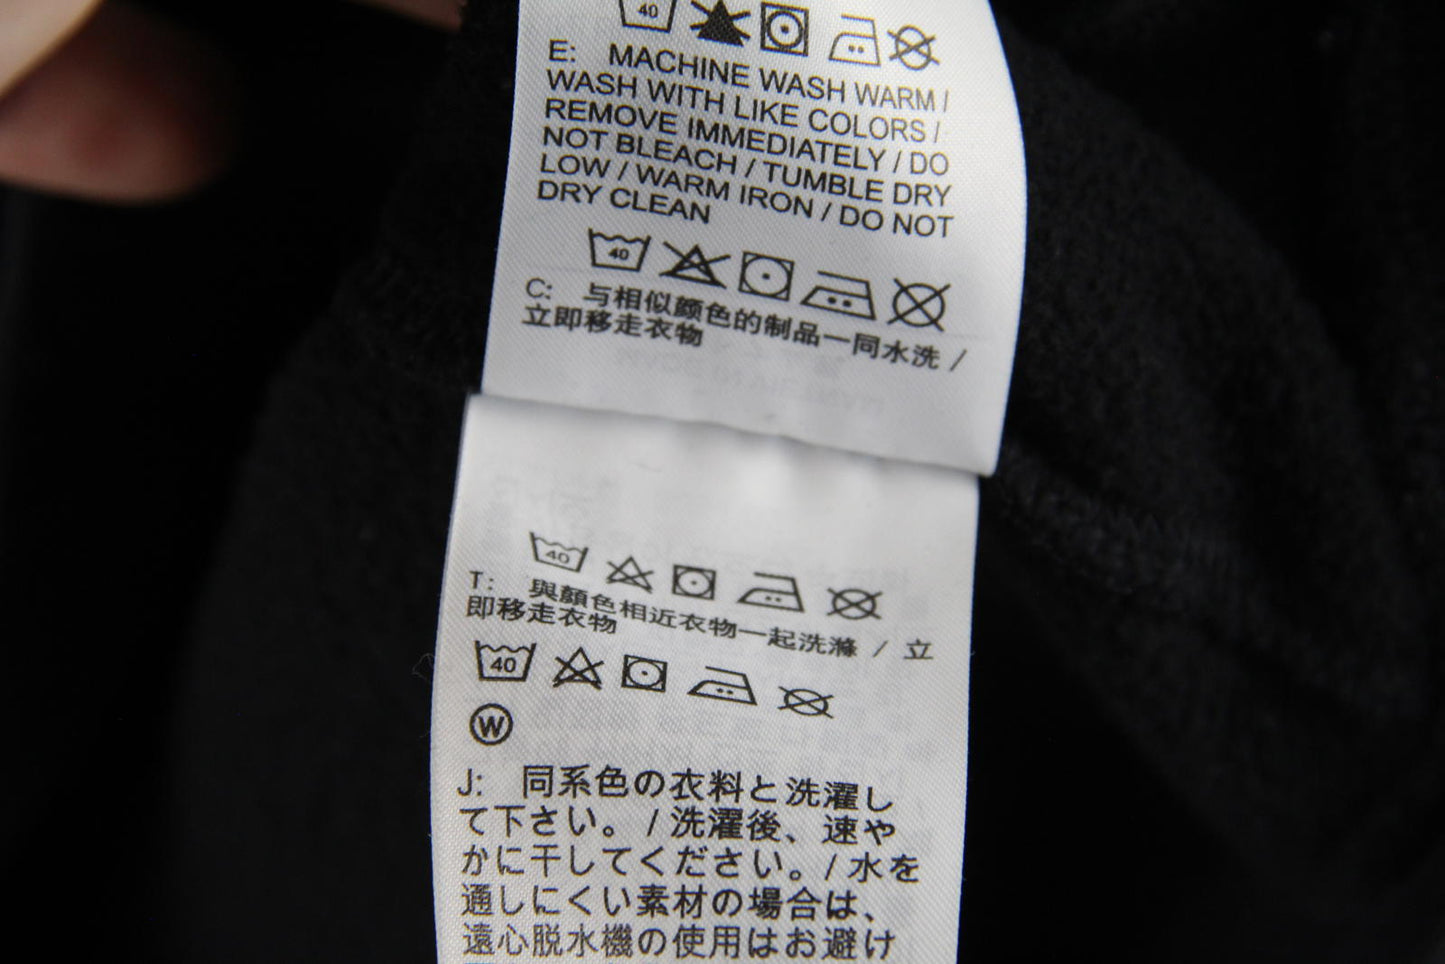 40
E: MACHINE WASH WARM /
WASH WITH LIKE COLORS /
REMOVE IMMEDIATELY / DO
NOT BLEACH / TUMBLE DRY
LOW / WARM IRON / DO NOT
DRY CLEAN
40
C: 与相似颜色的制品一同水洗 /
立即移走衣物
40
T: 與顏色相近衣物一起洗滌 / 立
即移走衣物
40
W
J: 同系色の衣料と洗濯し
て下さい。 / 洗濯後、速や
かに干してください。/ 水を
通しにくい素材の場合は、
遠心脱水機の使用はお避け